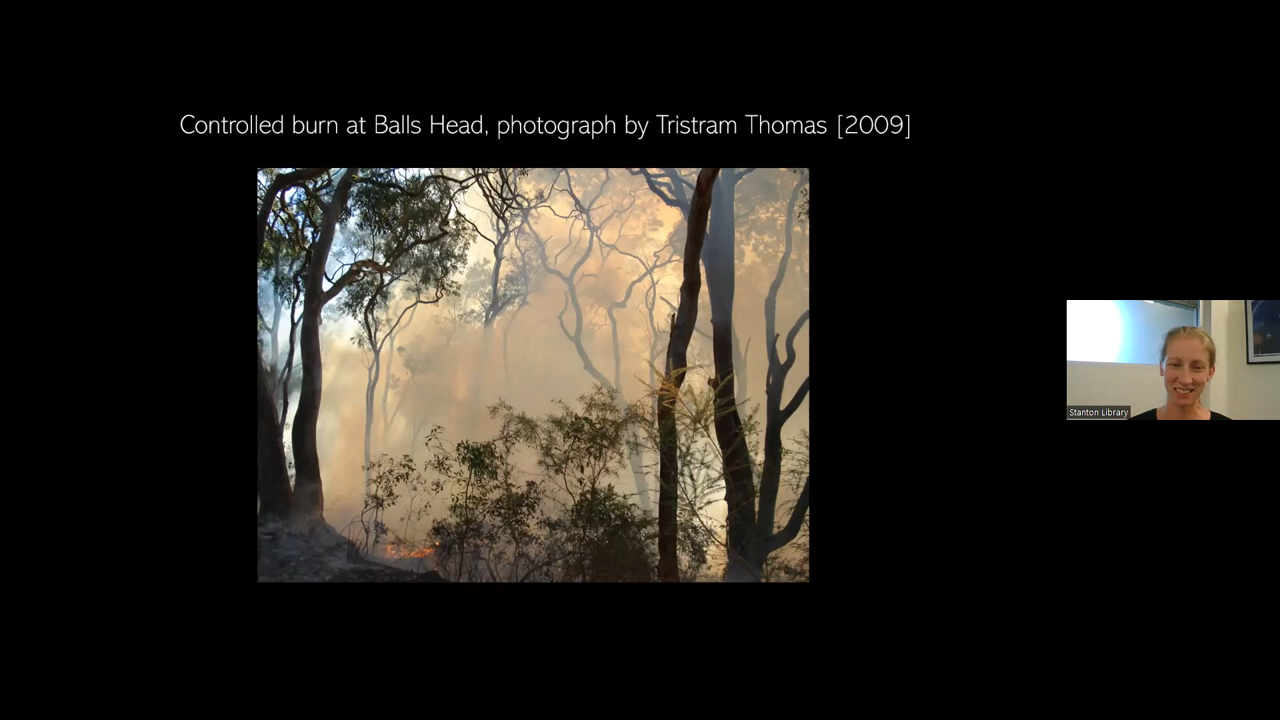 Controlled burn at Balls Head, photograph by Tristram Thomas [2009]
Stanton Library